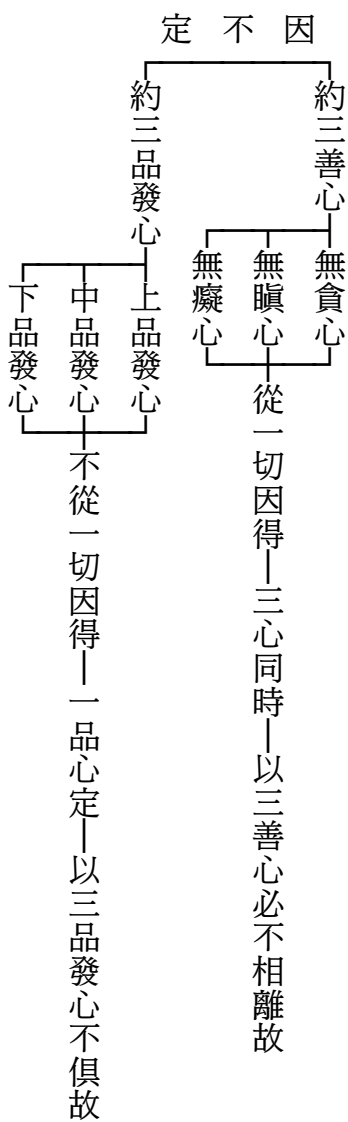 因不定
約三善心
無貪心
無瞋心
無癡心
從一切因得
三心同時
以三善心必不相離故
約三品發心
上品發心
中品發心
下品發心
不從一切因得
一品心定
以三品發心不俱故